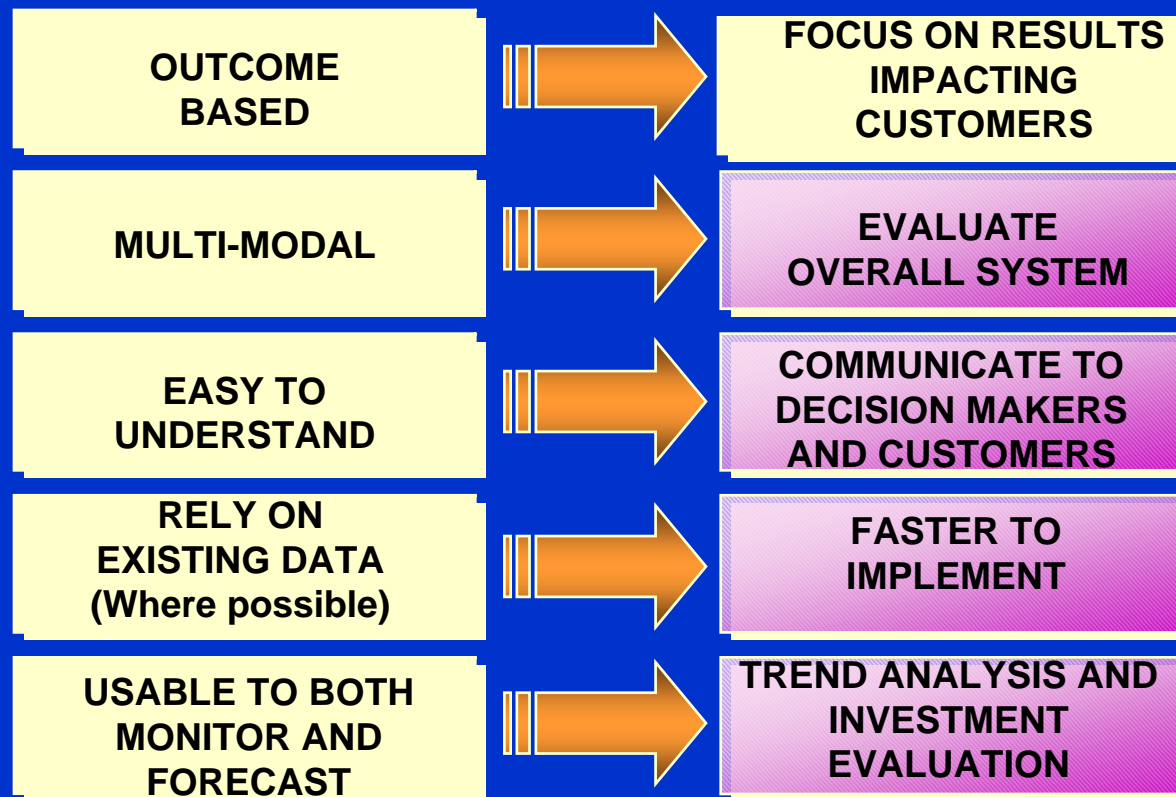 OUTCOME
BASED
FOCUS ON RESULTS
IMPACTING
CUSTOMERS
MULTI-MODAL
EVALUATE
OVERALL SYSTEM
EASY TO
UNDERSTAND
COMMUNICATE TO
DECISION MAKERS
AND CUSTOMERS
RELY ON
EXISTING DATA
(Where possible)
FASTER TO
IMPLEMENT
USABLE TO BOTH
MONITOR AND
FORECAST
TREND ANALYSIS AND
INVESTMENT
EVALUATION